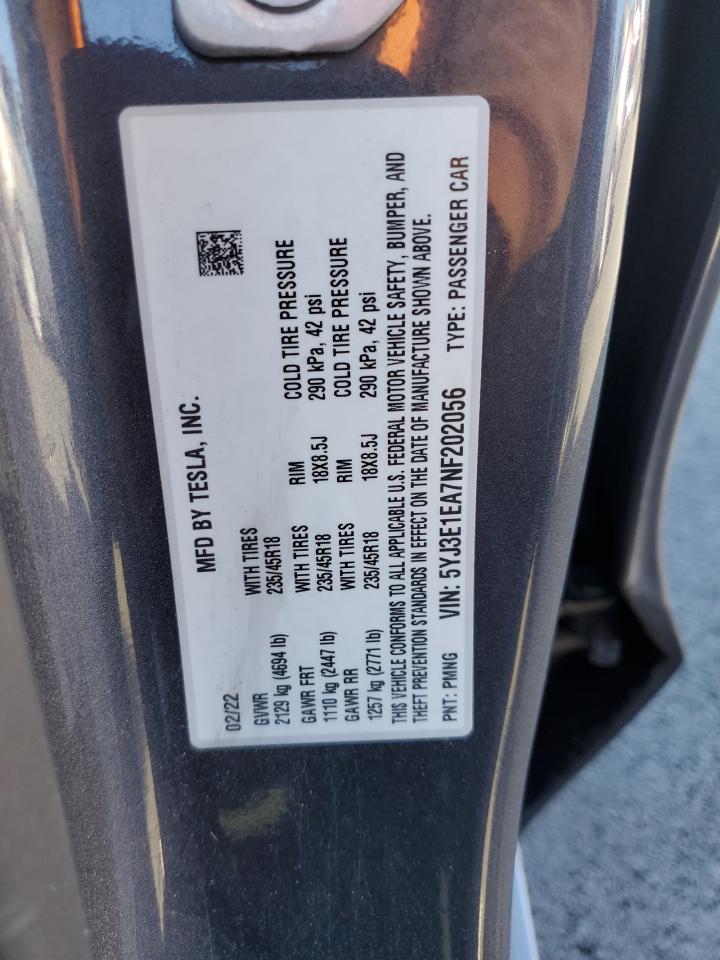 MFD BY TESLA, INC.
02/22
GVWR WITH TIRES
2129 kg (4694 lb) 235/45R18
GAWR FRT WITH TIRES RIM COLD TIRE PRESSURE
1110 kg (2447 lb) 235/45R18 18X8.5J 290 kPa, 42 psi
GAWR RR WITH TIRES RIM COLD TIRE PRESSURE
1257 kg (2771 lb) 235/45R18 18X8.5J 290 kPa, 42 psi
THIS VEHICLE CONFORMS TO ALL APPLICABLE U.S. FEDERAL MOTOR VEHICLE SAFETY, BUMPER, AND
THEFT PREVENTION STANDARDS IN EFFECT ON THE DATE OF MANUFACTURE SHOWN ABOVE.
PNT: PMNG VIN: 5YJ3E1EA7NF202056 TYPE: PASSENGER CAR